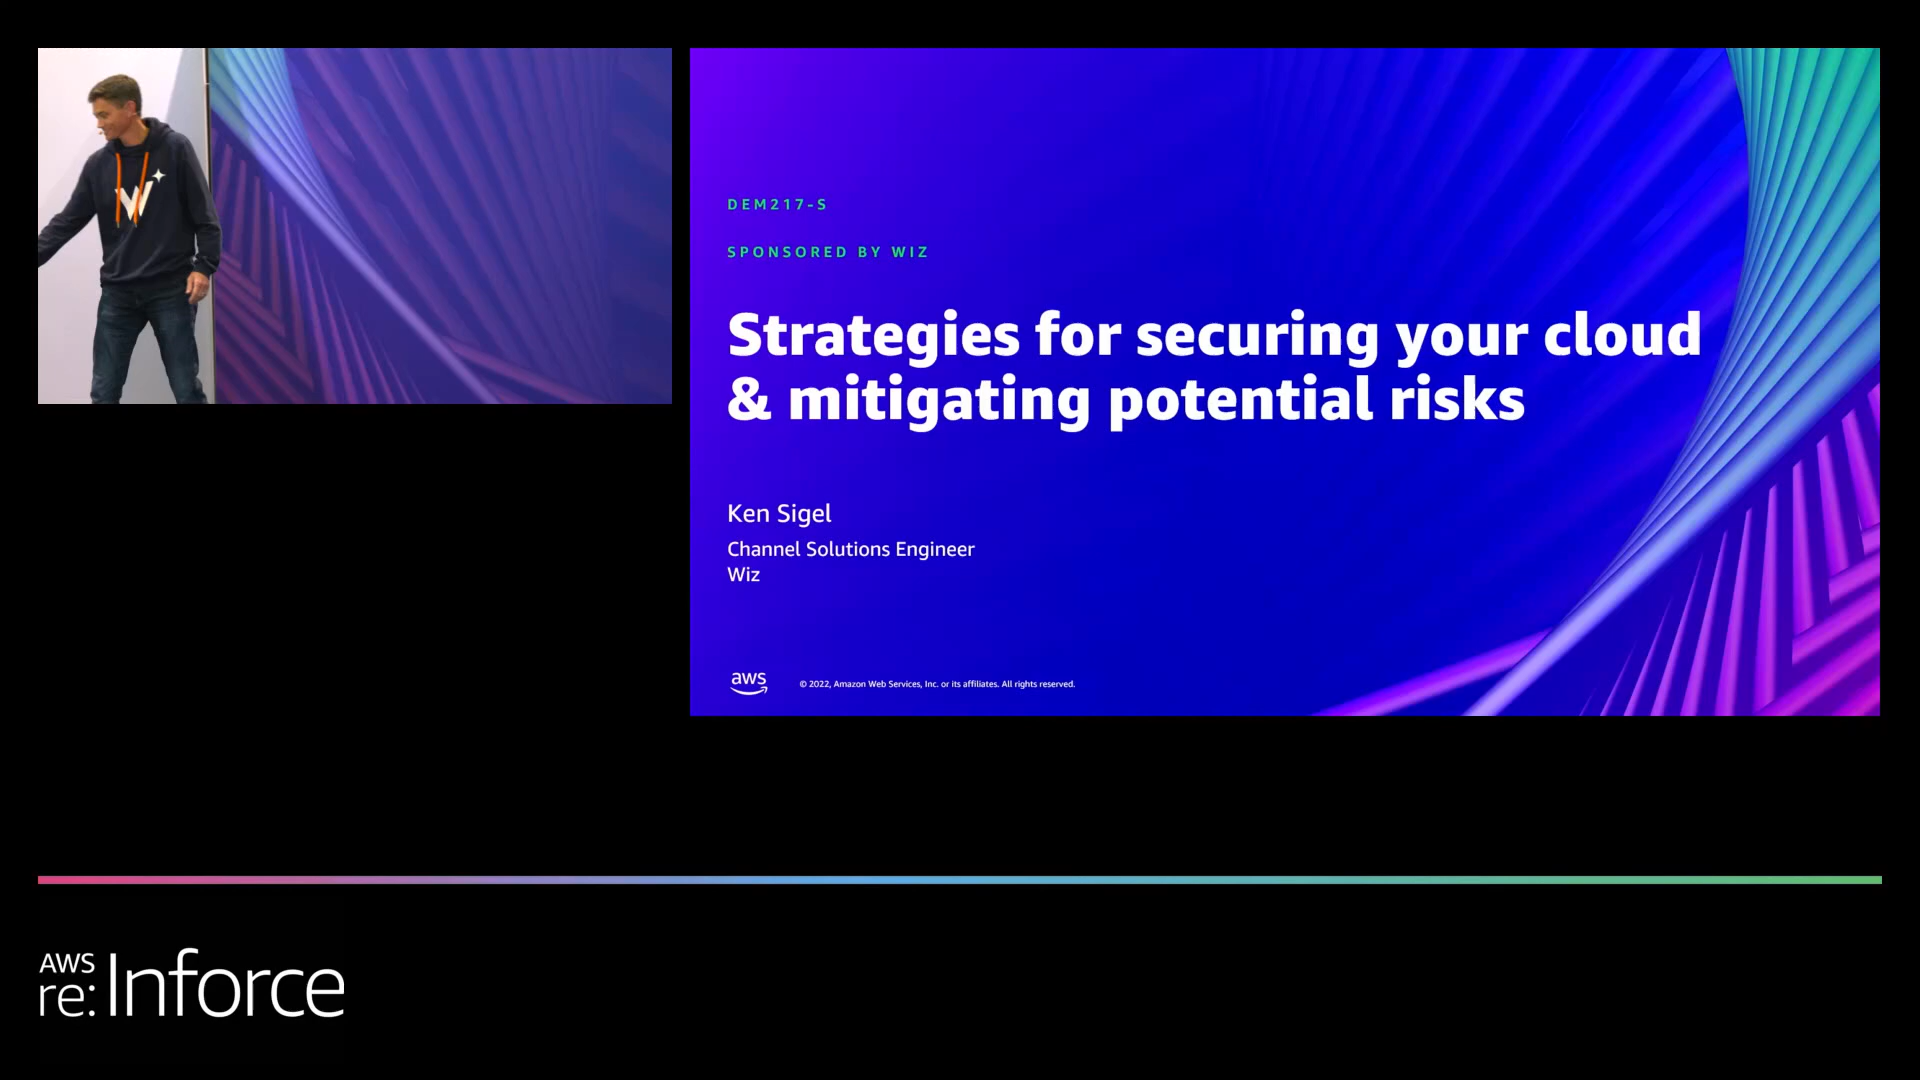 W
DEM217-S
SPONSORED BY WIZ
Strategies for securing your cloud
& mitigating potential risks
Ken Sigel
Channel Solutions Engineer
Wiz
aws
© 2022, Amazon Web Services, Inc. or its affiliates. All rights reserved.
AWS
re:Inforce